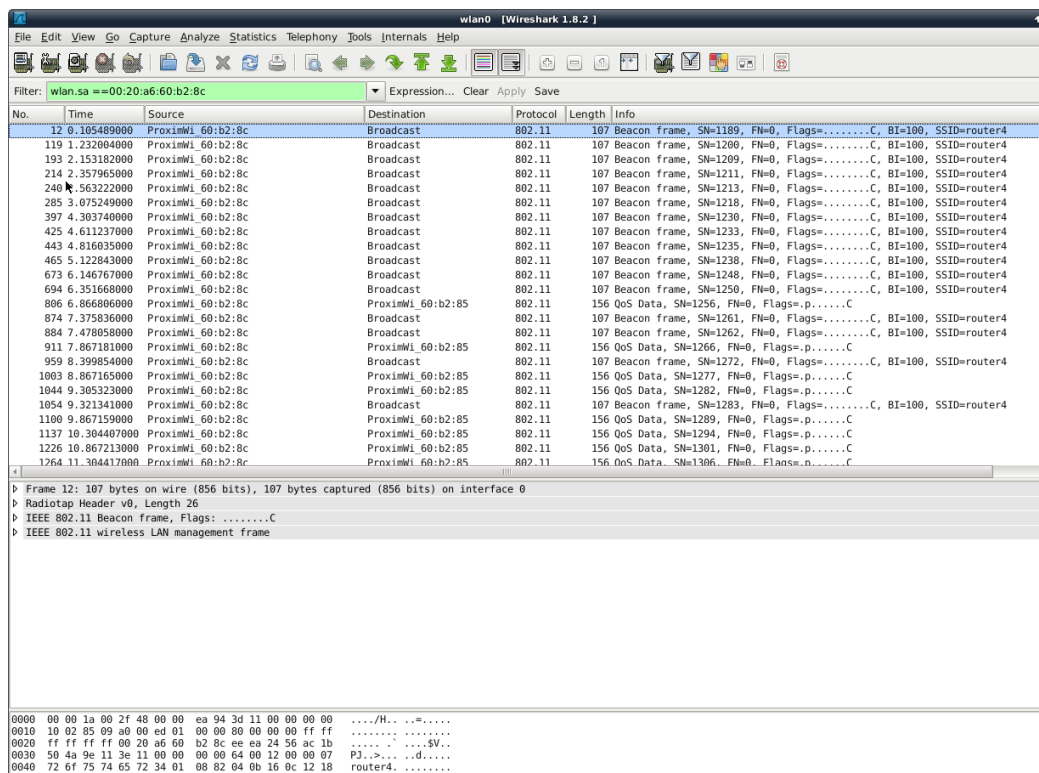 wlan0 [Wireshark 1.8.2 ]
File Edit View Go Capture Analyze Statistics Telephony Tools Internals Help
Filter: wlan.sa ==00:20:a6:60:b2:8c Expression... Clear Apply Save
No. Time Source Destination Protocol Length Info
12 0.105489000 ProximWi_60:b2:8c Broadcast 802.11 107 Beacon frame, SN=1189, FN=0, Flags=........C, BI=100, SSID=router4
119 1.232004000 ProximWi_60:b2:8c Broadcast 802.11 107 Beacon frame, SN=1200, FN=0, Flags=........C, BI=100, SSID=router4
193 2.153182000 ProximWi_60:b2:8c Broadcast 802.11 107 Beacon frame, SN=1209, FN=0, Flags=........C, BI=100, SSID=router4
214 2.357965000 ProximWi_60:b2:8c Broadcast 802.11 107 Beacon frame, SN=1211, FN=0, Flags=........C, BI=100, SSID=router4
240 .563222000 ProximWi_60:b2:8c Broadcast 802.11 107 Beacon frame, SN=1213, FN=0, Flags=........C, BI=100, SSID=router4
285 3.075249000 ProximWi_60:b2:8c Broadcast 802.11 107 Beacon frame, SN=1218, FN=0, Flags=........C, BI=100, SSID=router4
397 4.303740000 ProximWi_60:b2:8c Broadcast 802.11 107 Beacon frame, SN=1230, FN=0, Flags=........C, BI=100, SSID=router4
425 4.611237000 ProximWi_60:b2:8c Broadcast 802.11 107 Beacon frame, SN=1233, FN=0, Flags=........C, BI=100, SSID=router4
443 4.816035000 ProximWi_60:b2:8c Broadcast 802.11 107 Beacon frame, SN=1235, FN=0, Flags=........C, BI=100, SSID=router4
465 5.122843000 ProximWi_60:b2:8c Broadcast 802.11 107 Beacon frame, SN=1238, FN=0, Flags=........C, BI=100, SSID=router4
673 6.146767000 ProximWi_60:b2:8c Broadcast 802.11 107 Beacon frame, SN=1248, FN=0, Flags=........C, BI=100, SSID=router4
694 6.351668000 ProximWi_60:b2:8c Broadcast 802.11 107 Beacon frame, SN=1250, FN=0, Flags=........C, BI=100, SSID=router4
806 6.866806000 ProximWi_60:b2:8c ProximWi_60:b2:85 802.11 156 QoS Data, SN=1256, FN=0, Flags=.p......C
874 7.375836000 ProximWi_60:b2:8c Broadcast 802.11 107 Beacon frame, SN=1261, FN=0, Flags=........C, BI=100, SSID=router4
884 7.478058000 ProximWi_60:b2:8c Broadcast 802.11 107 Beacon frame, SN=1262, FN=0, Flags=........C, BI=100, SSID=router4
911 7.867181000 ProximWi_60:b2:8c ProximWi_60:b2:85 802.11 156 QoS Data, SN=1266, FN=0, Flags=.p......C
959 8.399854000 ProximWi_60:b2:8c Broadcast 802.11 107 Beacon frame, SN=1272, FN=0, Flags=........C, BI=100, SSID=router4
1003 8.867165000 ProximWi_60:b2:8c ProximWi_60:b2:85 802.11 156 QoS Data, SN=1277, FN=0, Flags=.p......C
1044 9.305323000 ProximWi_60:b2:8c ProximWi_60:b2:85 802.11 156 QoS Data, SN=1282, FN=0, Flags=.p......C
1054 9.321341000 ProximWi_60:b2:8c Broadcast 802.11 107 Beacon frame, SN=1283, FN=0, Flags=........C, BI=100, SSID=router4
1100 9.867159000 ProximWi_60:b2:8c ProximWi_60:b2:85 802.11 156 QoS Data, SN=1289, FN=0, Flags=.p......C
1137 10.304407000 ProximWi_60:b2:8c ProximWi_60:b2:85 802.11 156 QoS Data, SN=1294, FN=0, Flags=.p......C
1226 10.867213000 ProximWi_60:b2:8c ProximWi_60:b2:85 802.11 156 QoS Data, SN=1301, FN=0, Flags=.p......C
1264 11.304417000 ProximWi_60:b2:8c ProximWi_60:b2:85 802.11 156 QoS Data, SN=1306, FN=0, Flags=.p......C
Frame 12: 107 bytes on wire (856 bits), 107 bytes captured (856 bits) on interface 0
Radiotap Header v0, Length 26
IEEE 802.11 Beacon frame, Flags: ........C
IEEE 802.11 wireless LAN management frame
0000 00 00 1a 00 2f 48 00 00 ea 94 3d 11 00 00 00 00 ..../H.. ..=.....
0010 10 02 85 09 a0 00 ed 01 00 00 80 00 00 00 ff ff ........ ........
0020 ff ff ff ff 00 20 a6 60 b2 8c ee ea 24 56 ac 1b ..... .` ....$V..
0030 50 4a 9e 11 3e 11 00 00 00 00 64 00 12 00 00 07 PJ..>... ..d.....
0040 72 6f 75 74 65 72 34 01 08 82 04 0b 16 0c 12 18 router4. ........